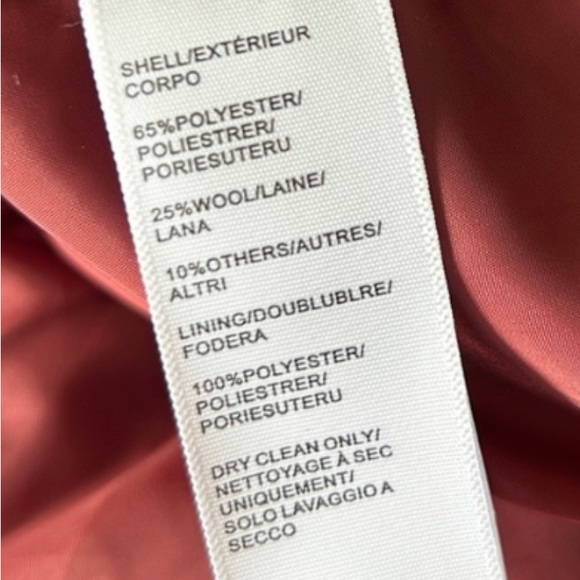 SHELL/EXTÉRIEUR
CORPO
65%POLYESTER/
POLIESTRER/
PORIESUTERU
25%WOOL/LAINE/
LANA
10%OTHERS/AUTRES/
ALTRI
LINING/DOUBLUBLRE/
FODERA
100%POLYESTER/
POLIESTRER/
PORIESUTERU
DRY CLEAN ONLY/
NETTOYAGE À SEC
UNIQUEMENT/
SOLO LAVAGGIO A
SECCO